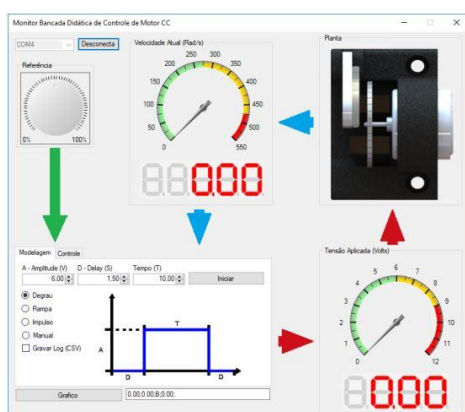 Monitor Bancada Didática de Controle de Motor CC
COM4
Desconecta
Referência
0%
100%
Velocidade Atual (Rad/s)
0
50
100
150
200
250
300
350
400
450
500
550
0.00
Planta
Modelagem
Controle
A - Amplitude (V)
D - Delay (S)
Tempo (T)
6,00
1,50
10,00
Iniciar
Degrau
Rampa
Impulso
Manual
Gravar Log (CSV)
A
T
D
D
Grafico
0.00;0.00;B;0.00;
Tensão Aplicada (Volts)
0
1
2
3
4
5
6
7
8
9
10
11
12
0.00